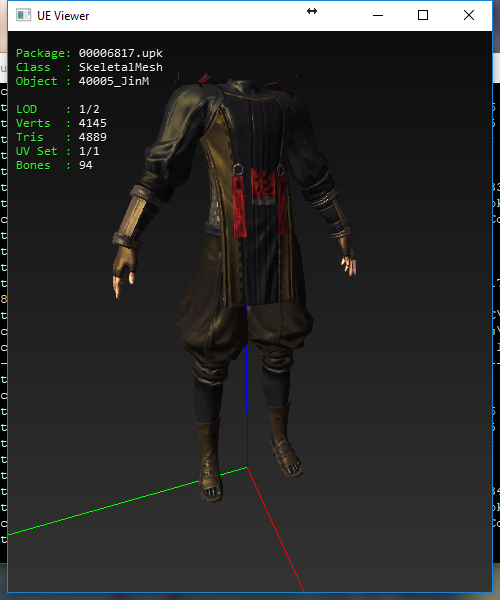 UE Viewer
Package: 00006817.upk
Class : SkeletalMesh
Object : 40005_JinM
LOD : 1/2
Verts : 4145
Tris : 4889
UV Set : 1/1
Bones : 94